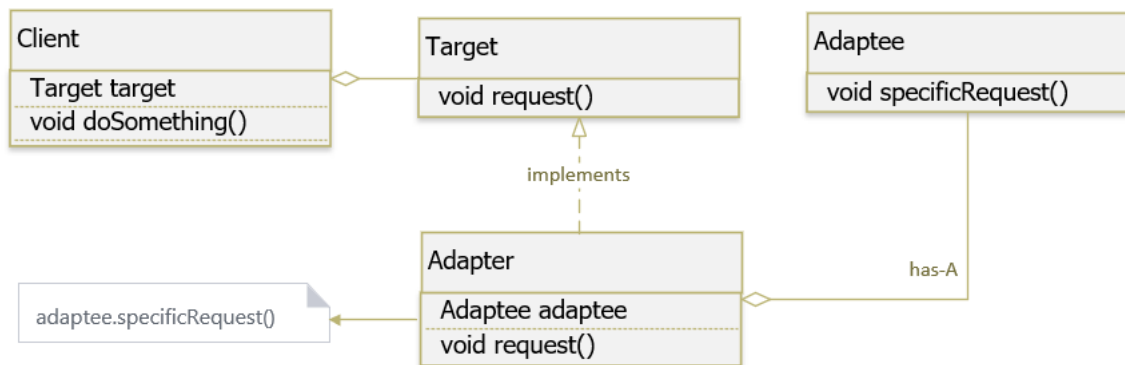 Client
Target target
void doSomething()
Target
void request()
Adaptee
void specificRequest()
implements
has-A
Adapter
Adaptee adaptee
void request()
adaptee.specificRequest()